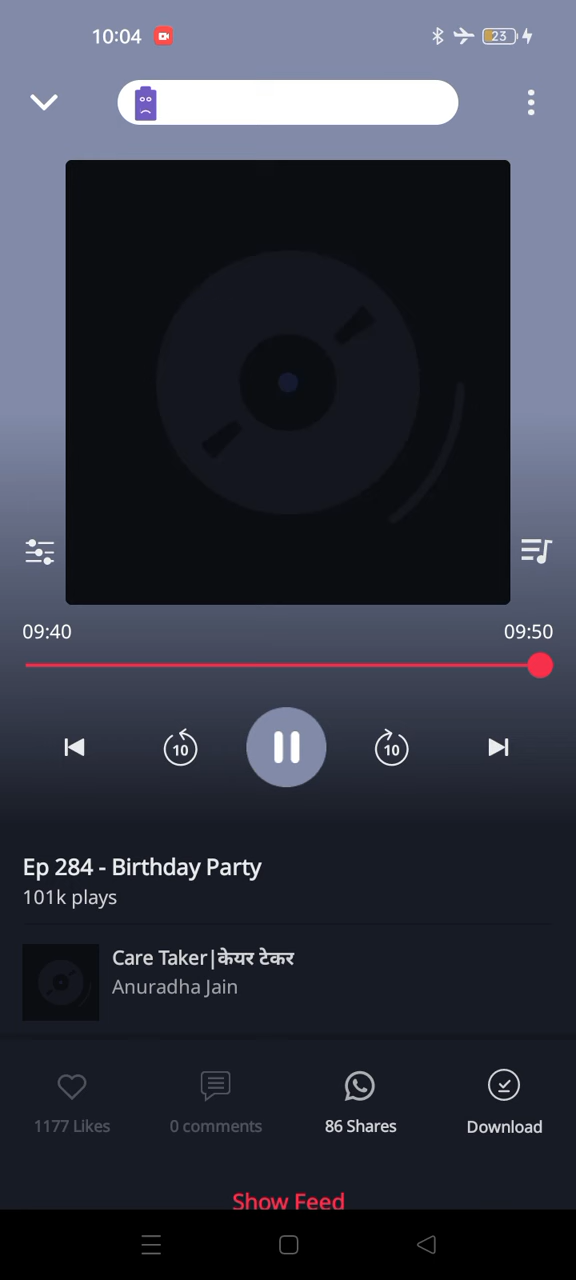 10:04
23
09:40
09:50
10
10
Ep 284 - Birthday Party
101k plays
Care Taker|केयर टेकर
Anuradha Jain
1177 Likes
0 comments
86 Shares
Download
Show Feed